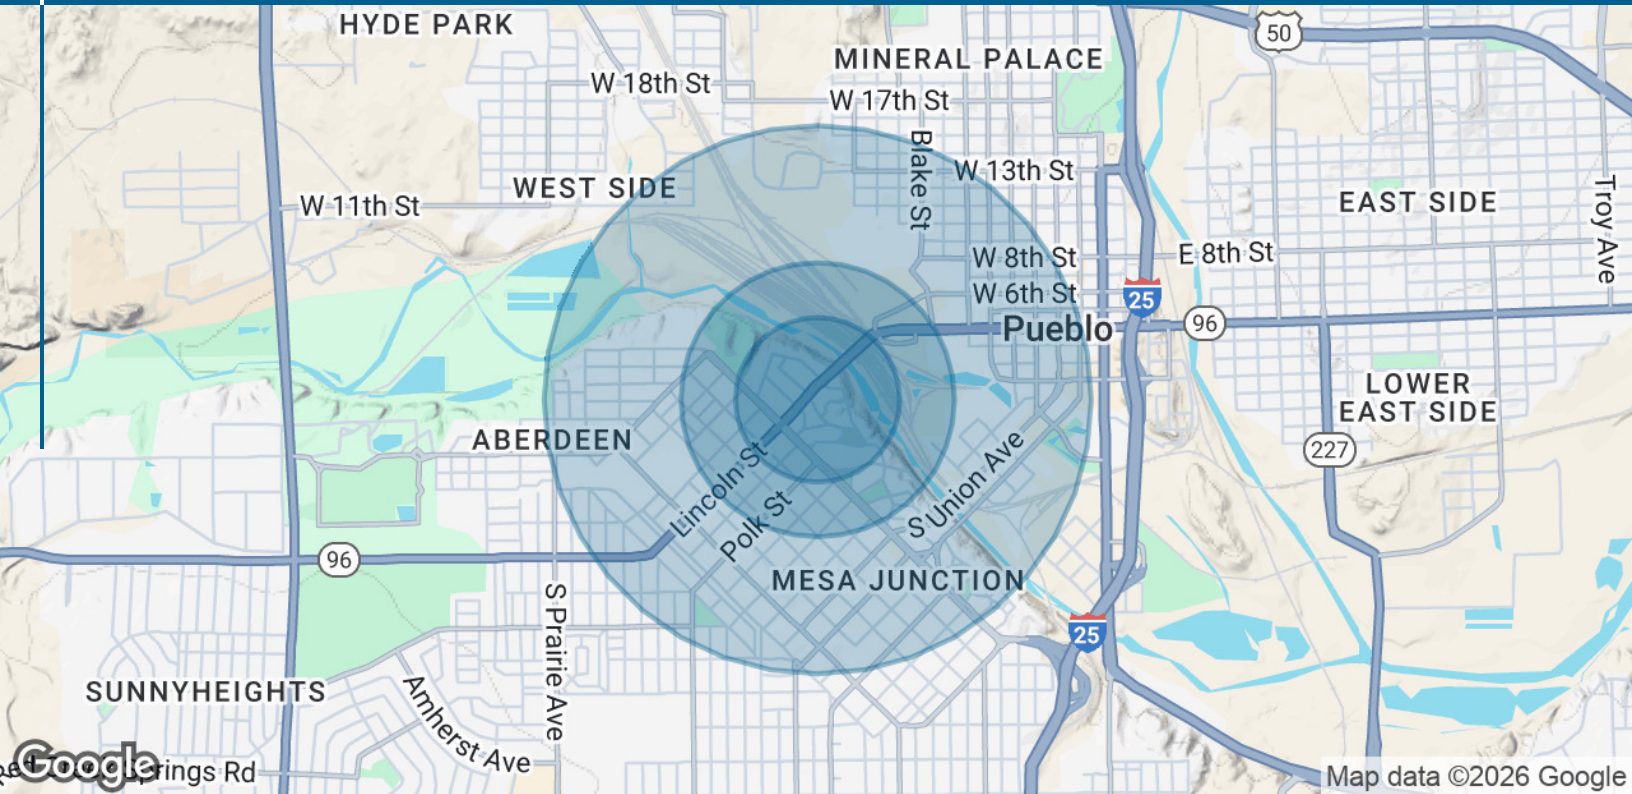 HYDE PARK
50
MINERAL PALACE
W 18th St
W 17th St
Blake St
W 13th St
WEST SIDE
W 11th St
EAST SIDE
Troy Ave
W 8th St
E 8th St
W 6th St
25
Pueblo
96
LOWER
EAST SIDE
ABERDEEN
227
Lincoln St
S Union Ave
Polk St
96
MESA JUNCTION
S Prairie Ave
25
SUNNYHEIGHTS
Amherst Ave
Google
Springs Rd
Map data ©2026 Google